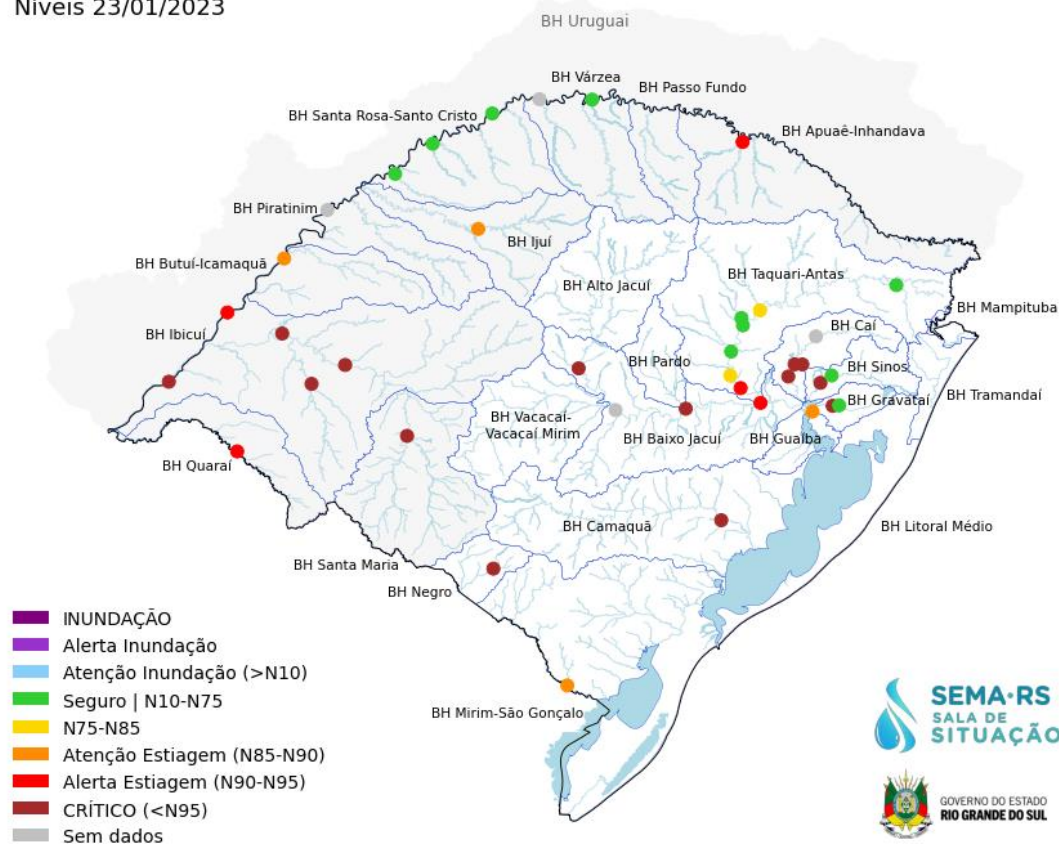 Níveis 23/01/2023
BH Uruguai
BH Várzea
BH Passo Fundo
BH Santa Rosa-Santo Cristo
BH Apuaê-Inhandava
BH Piratinim
BH Ijuí
BH Butuí-Icamaquã
BH Alto Jacuí
BH Taquari-Antas
BH Mampituba
BH Ibicuí
BH Caí
BH Pardo
BH Sinos
BH Tramandaí
BH Gravataí
BH Vacacaí-
Vacacaí Mirim
BH Baixo Jacuí
BH Guaíba
BH Quaraí
BH Camaquã
BH Litoral Médio
BH Santa Maria
BH Negro
BH Mirim-São Gonçalo
INUNDAÇÃO
Alerta Inundação
Atenção Inundação (>N10)
Seguro | N10-N75
N75-N85
Atenção Estiagem (N85-N90)
Alerta Estiagem (N90-N95)
CRÍTICO (<N95)
Sem dados
SEMA•RS
SALA DE
SITUAÇÃO
GOVERNO DO ESTADO
RIO GRANDE DO SUL